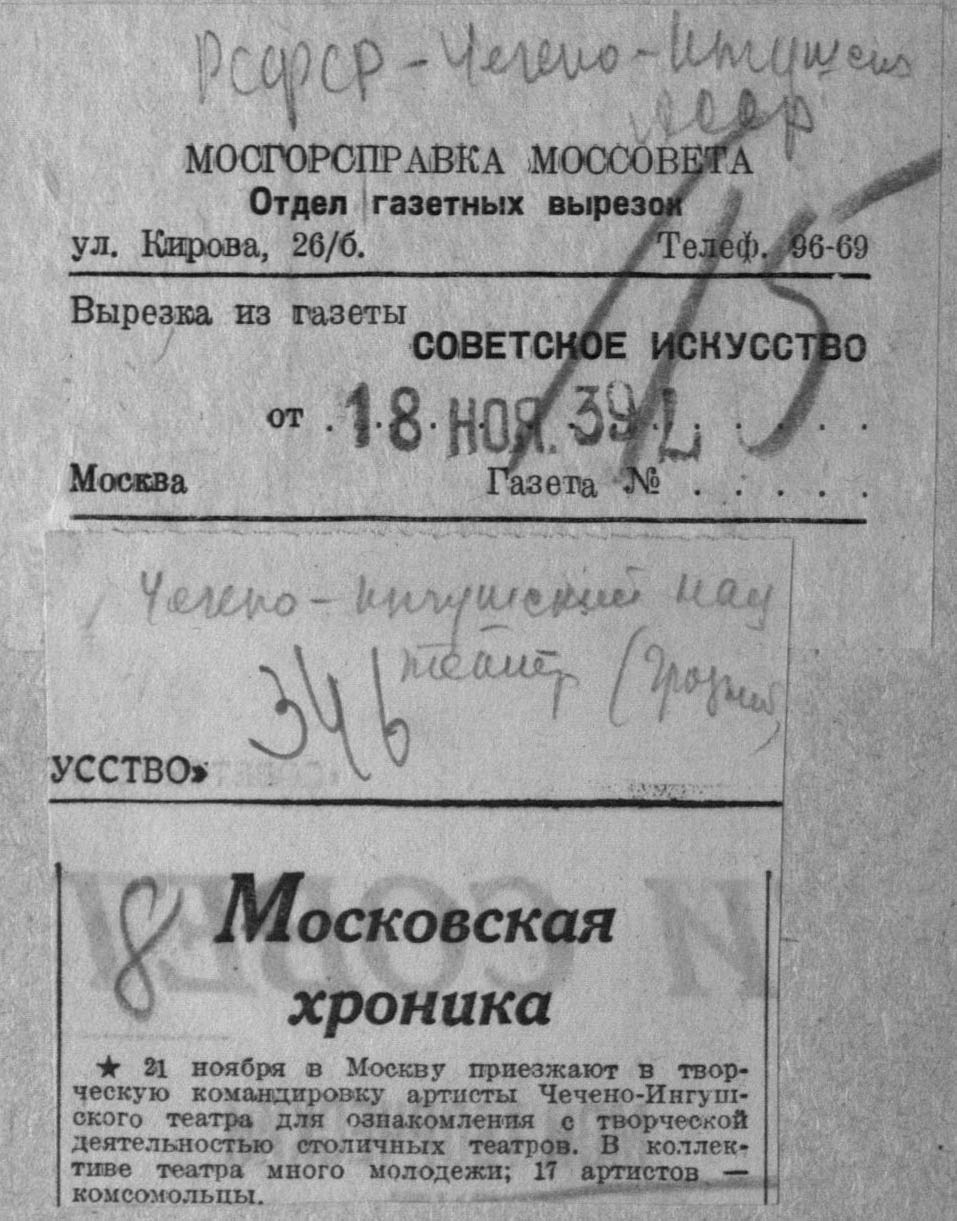 РСФСР - Чечено-Ингушск
АССР
МОСГОРСПРАВКА МОССОВЕТА
Отдел газетных вырезок
ул. Кирова, 26/б. Телеф. 96-69
115
Вырезка из газеты
СОВЕТСКОЕ ИСКУССТВО
от . 18 НОЯ. 39 . . . . .
Москва Газета № . . . . .
Чечено-Ингушский нац
театр (Грозный)
346
УССТВО»
8
Московская
хроника
★ 21 ноября в Москву приезжают в твор-
ческую командировку артисты Чечено-Ингуш-
ского театра для ознакомления с творческой
деятельностью столичных театров. В коллек-
тиве театра много молодежи; 17 артистов —
комсомольцы.